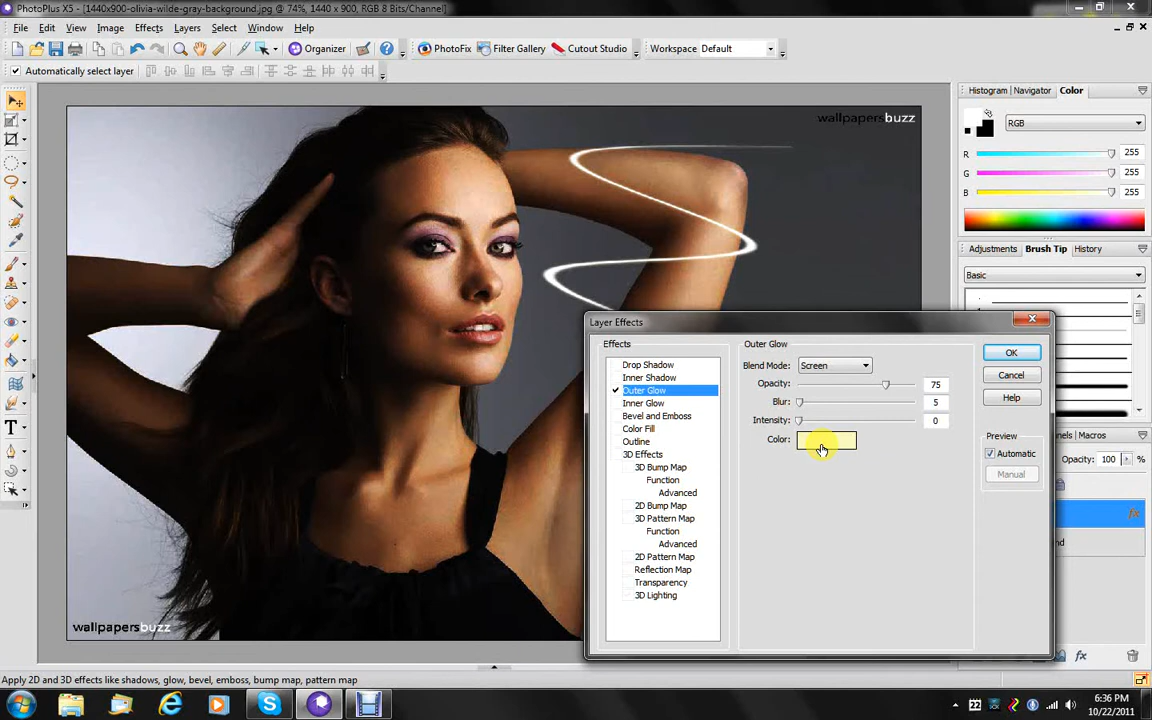 PhotoPlus X5 - [1440x900-olivia-wilde-gray-background.jpg @ 74%, 1440 x 900, RGB 8 Bits/Channel]
File Edit View Image Effects Layers Select Window Help
Organizer PhotoFix Filter Gallery Cutout Studio Workspace Default
Automatically select layer
Histogram Navigator Color
RGB
R 255
G 255
B 255
Adjustments Brush Tip History
Basic
wallpapersbuzz
Layer Effects
Effects
Drop Shadow
Inner Shadow
Outer Glow
Inner Glow
Bevel and Emboss
Color Fill
Outline
3D Effects
3D Bump Map
Function
Advanced
2D Bump Map
3D Pattern Map
Function
Advanced
2D Pattern Map
Reflection Map
Transparency
3D Lighting
Outer Glow
Blend Mode: Screen
Opacity: 75
Blur: 5
Intensity: 0
Color:
OK
Cancel
Help
Preview
Automatic
Manual
Macros
Opacity: 100 %
wallpapersbuzz
Apply 2D and 3D effects like shadows, glow, bevel, emboss, bump map, pattern map
22
6:36 PM
10/22/2011